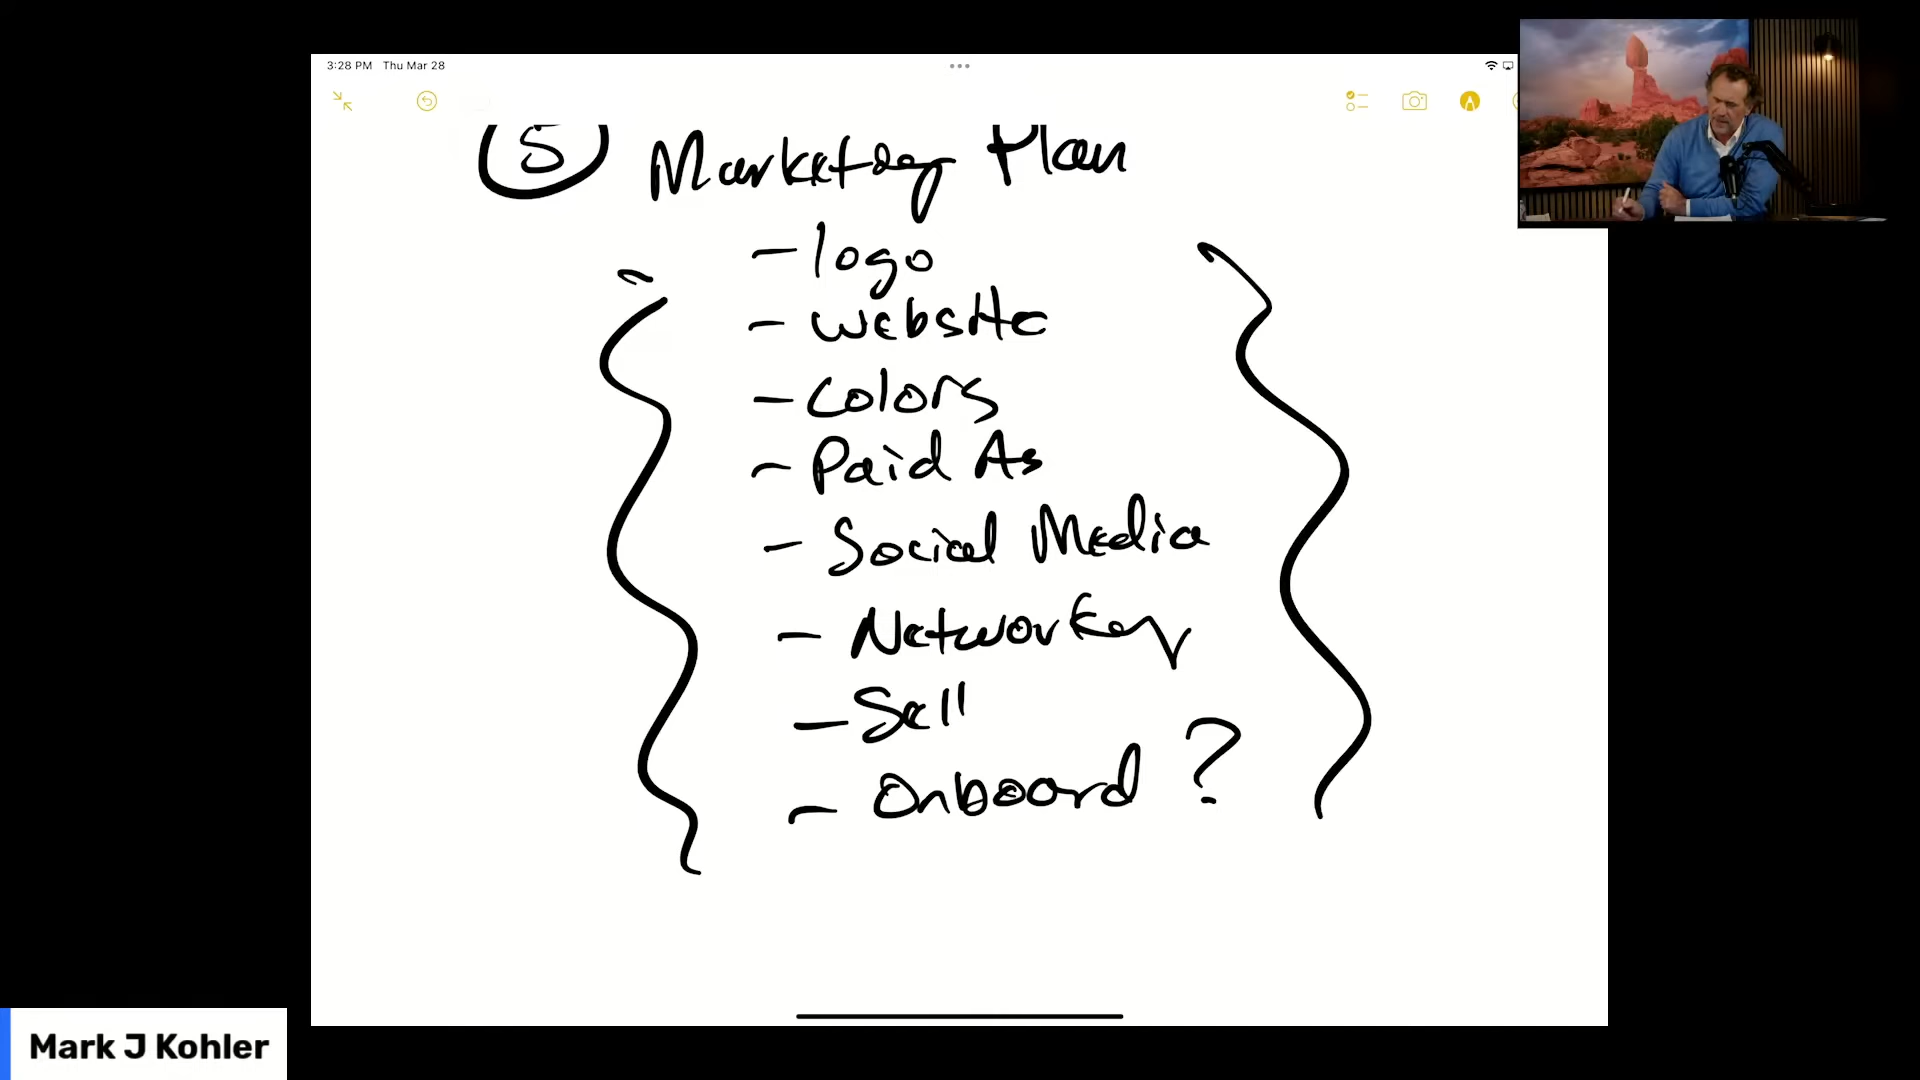 3:28 PM Thu Mar 28
5 Marketing Plan
- logo
- website
- colors
- Paid As
- Social Media
- Networking
- Sell
- Onboard ?
Mark J Kohler